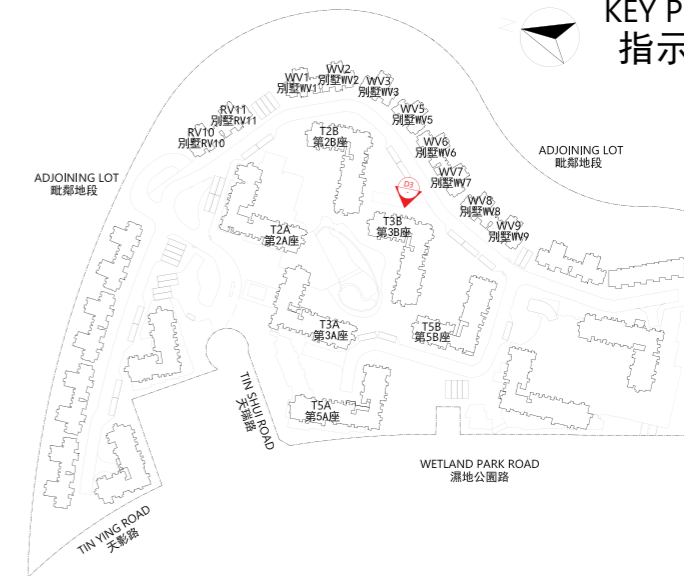 KEY P
指示
N
WV2
別墅WV2
WV1
別墅WV1
WV3
別墅WV3
RV11
別墅RV11
WV5
別墅WV5
RV10
別墅RV10
T2B
第2B座
WV6
別墅WV6
ADJOINING LOT
毗鄰地段
ADJOINING LOT
毗鄰地段
WV7
別墅WV7
D3
WV8
別墅WV8
T3B
第3B座
T2A
第2A座
WV9
別墅WV9
T3A
第3A座
T5B
第5B座
TIN SHUI ROAD
天瑞路
T5A
第5A座
WETLAND PARK ROAD
濕地公園路
TIN YING ROAD
天影路